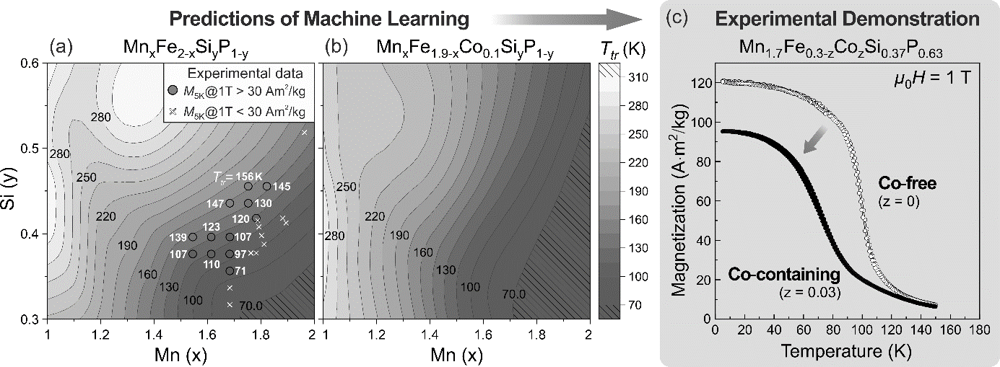 Predictions of Machine Learning
(c) Experimental Demonstration
(a) MnxFe2-xSiyP1-y
(b) MnxFe1.9-xCo0.1SiyP1-y
Ttr (K)
Mn1.7Fe0.3-zCozSi0.37P0.63
Experimental data
M5K@1T > 30 Am²/kg
× M5K@1T < 30 Am²/kg
Si (y)
0.6
0.5
0.4
0.3
280
280
250
220
190
160
130
100
70.0
Ttr = 156K
145
147
130
120
139
123
107
107
110
97
71
1 1.2 1.4 1.6 1.8 2
Mn (x)
250
220
280
190
160
130
100
70.0
1 1.2 1.4 1.6 1.8 2
Mn (x)
310
280
250
220
190
160
130
100
70
Magnetization (A·m²/kg)
120
100
80
60
40
20
0
μ0H = 1 T
Co-free
(z = 0)
Co-containing
(z = 0.03)
0 20 40 60 80 100 120 140 160 180
Temperature (K)